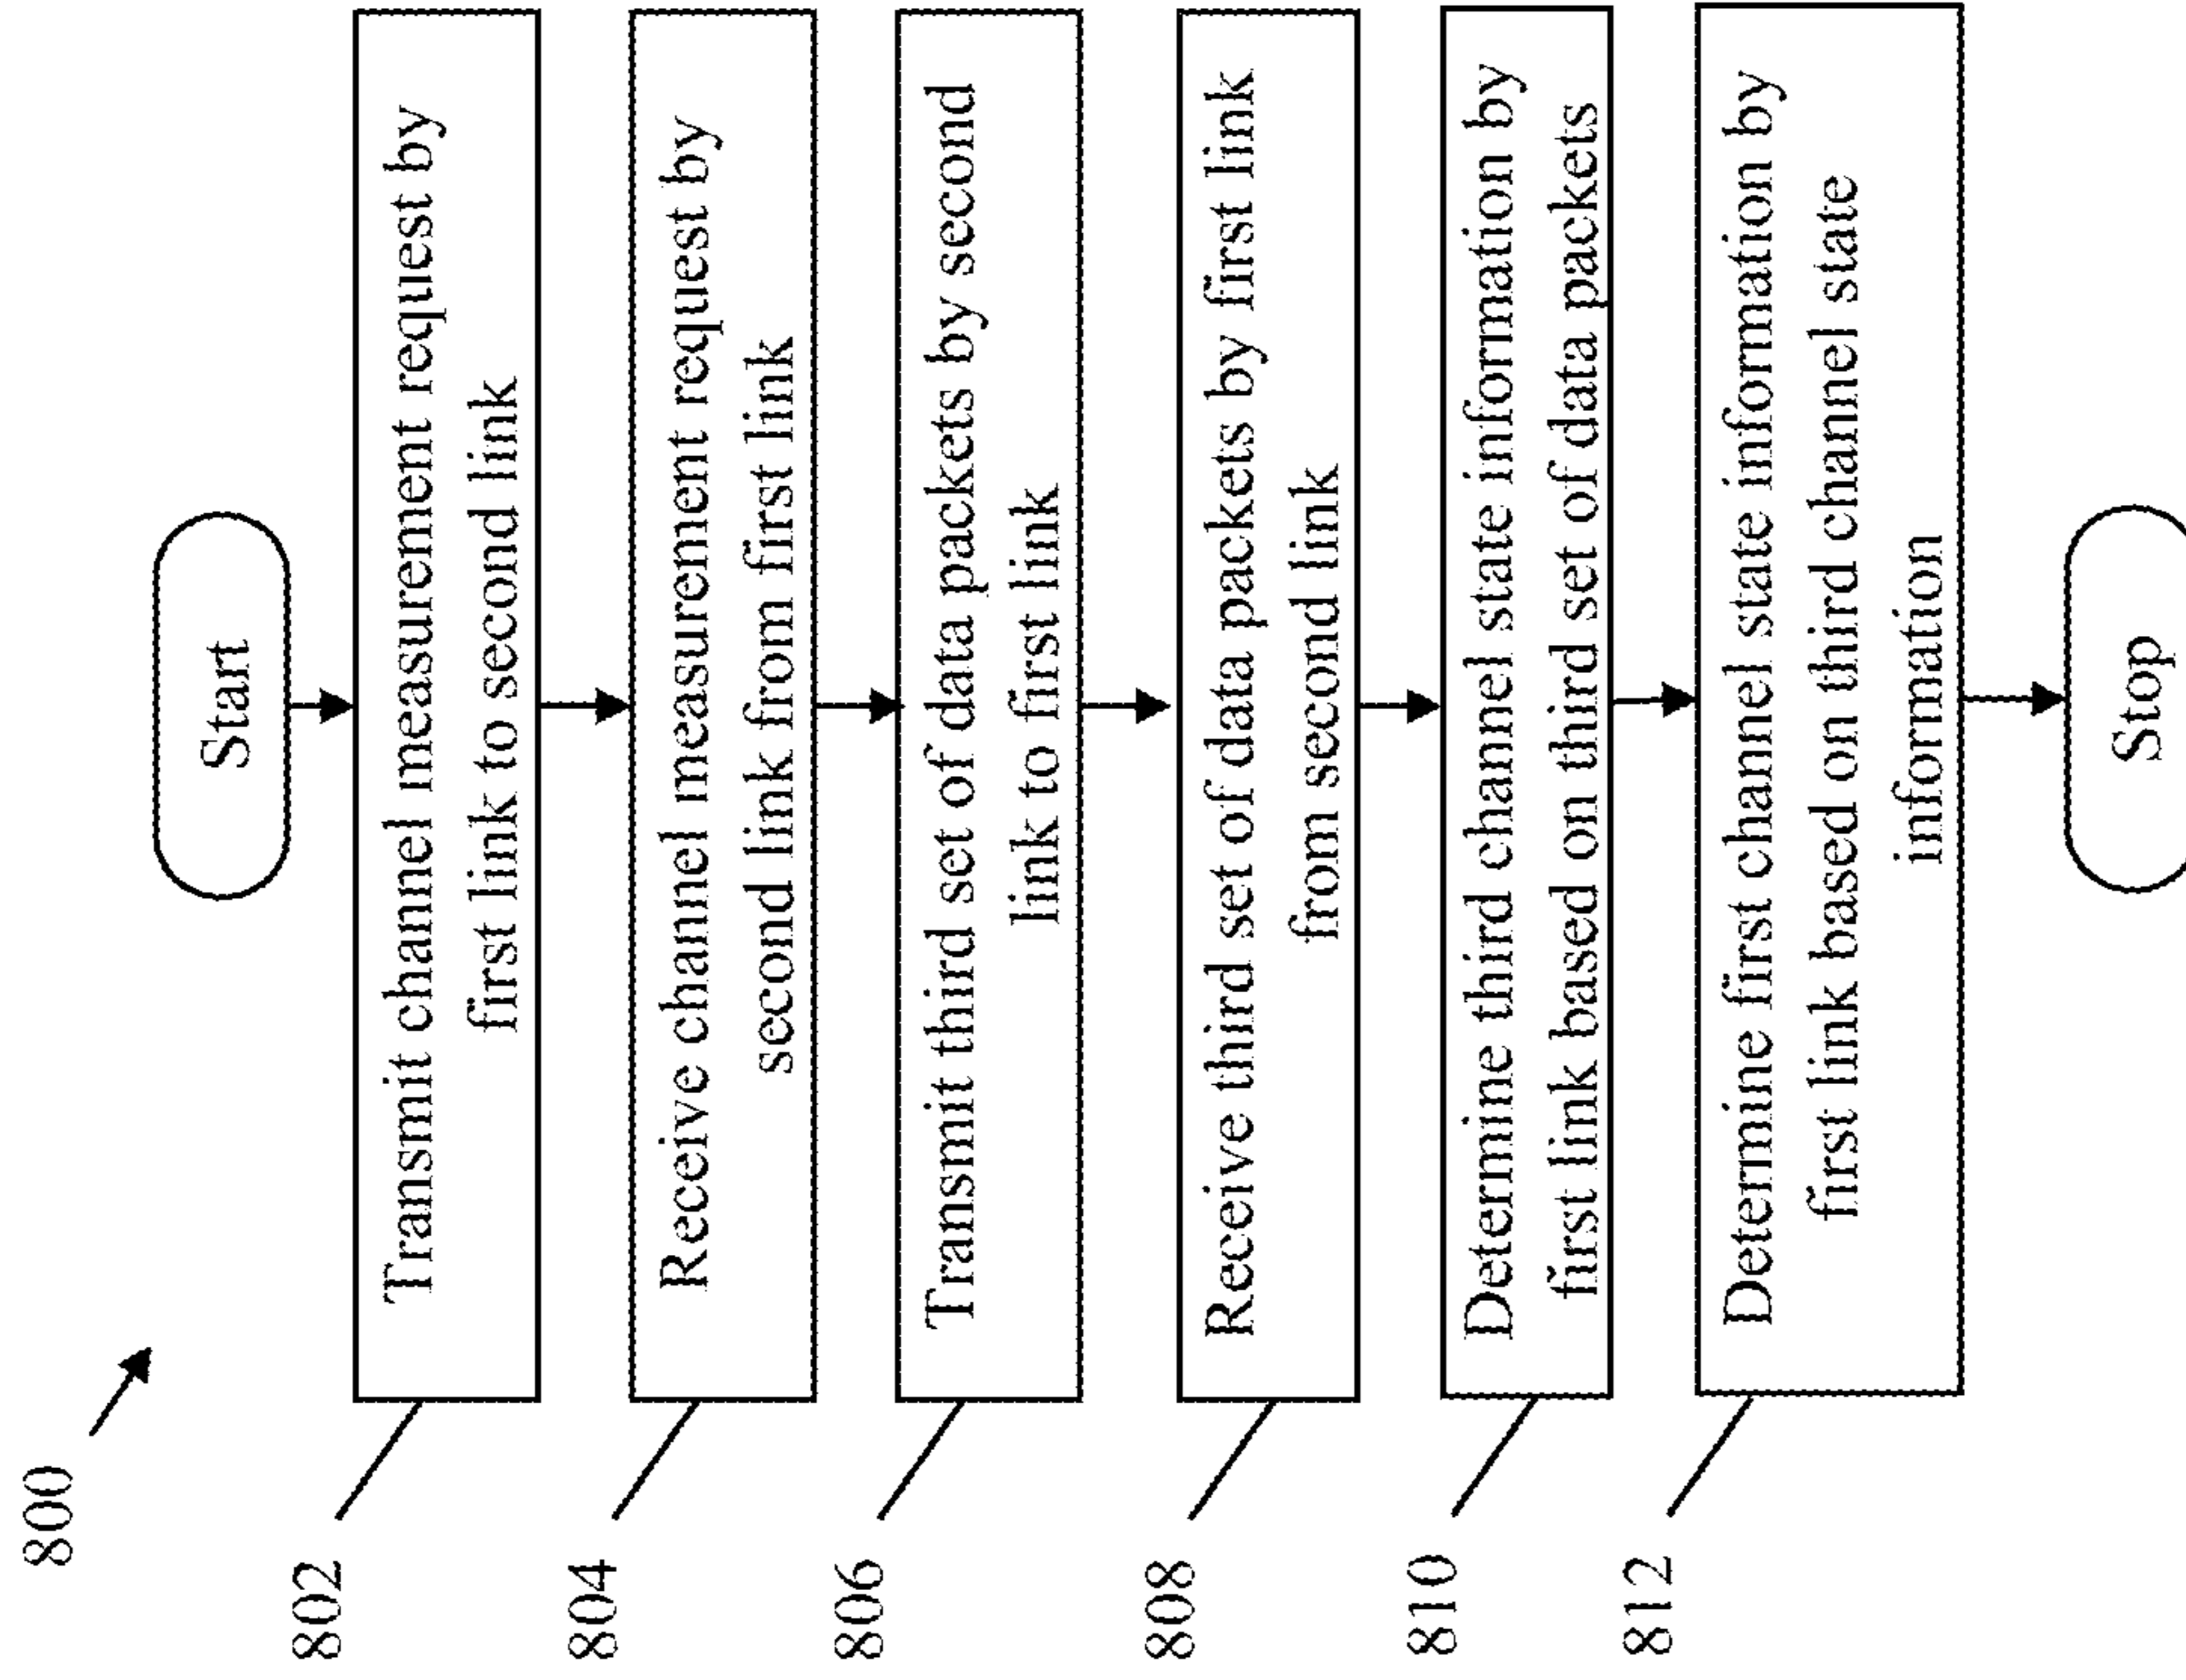 800
Start
802
Transmit channel measurement request by
first link to second link
804
Receive channel measurement request by
second link from first link
806
Transmit third set of data packets by second
link to first link
808
Receive third set of data packets by first link
from second link
810
Determine third channel state information by
first link based on third set of data packets
812
Determine first channel state information by
first link based on third channel state
information
Stop